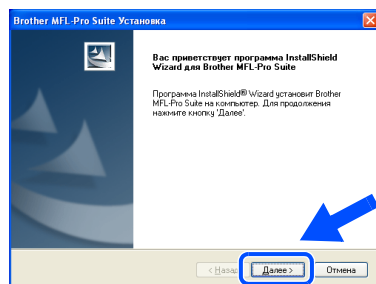 Brother MFL-Pro Suite Установка
Вас приветствует программа InstallShield
Wizard для Brother MFL-Pro Suite
Программа InstallShield® Wizard установит Brother
MFL-Pro Suite на компьютер. Для продолжения
нажмите кнопку 'Далее'.
< Назад Далее > Отмена